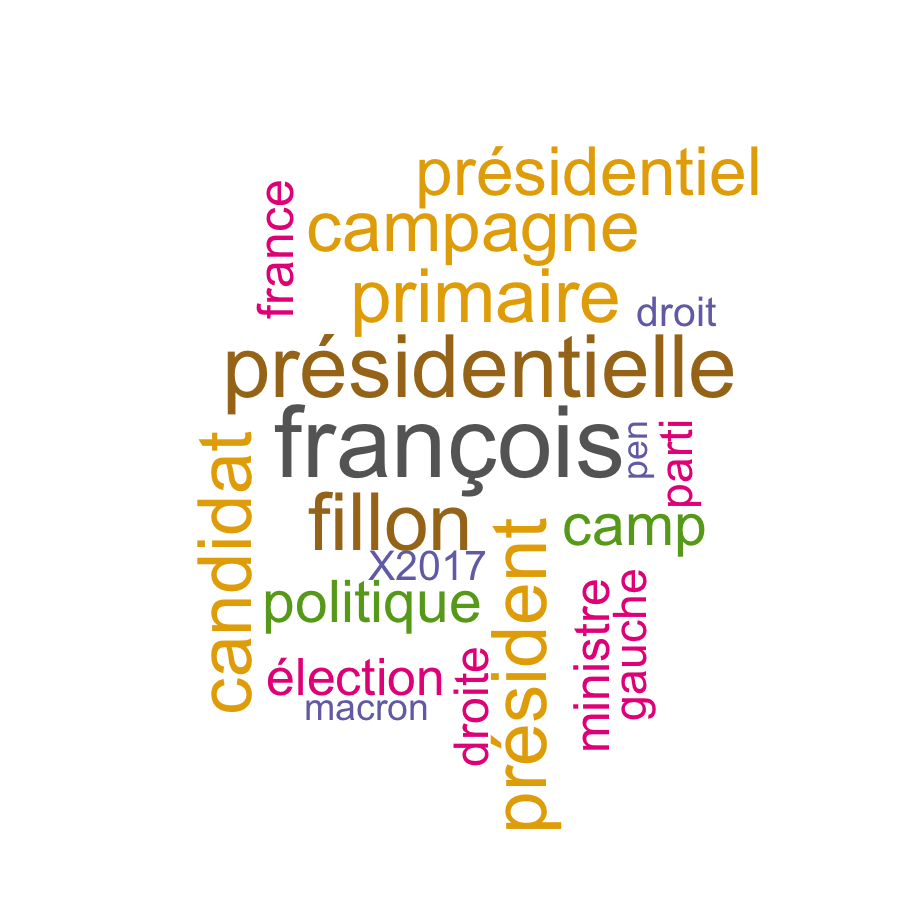 présidentiel
france
campagne
primaire
droit
présidentielle
françois
pen
parti
candidat
fillon
camp
X2017
président
politique
ministre
gauche
élection
droite
macron